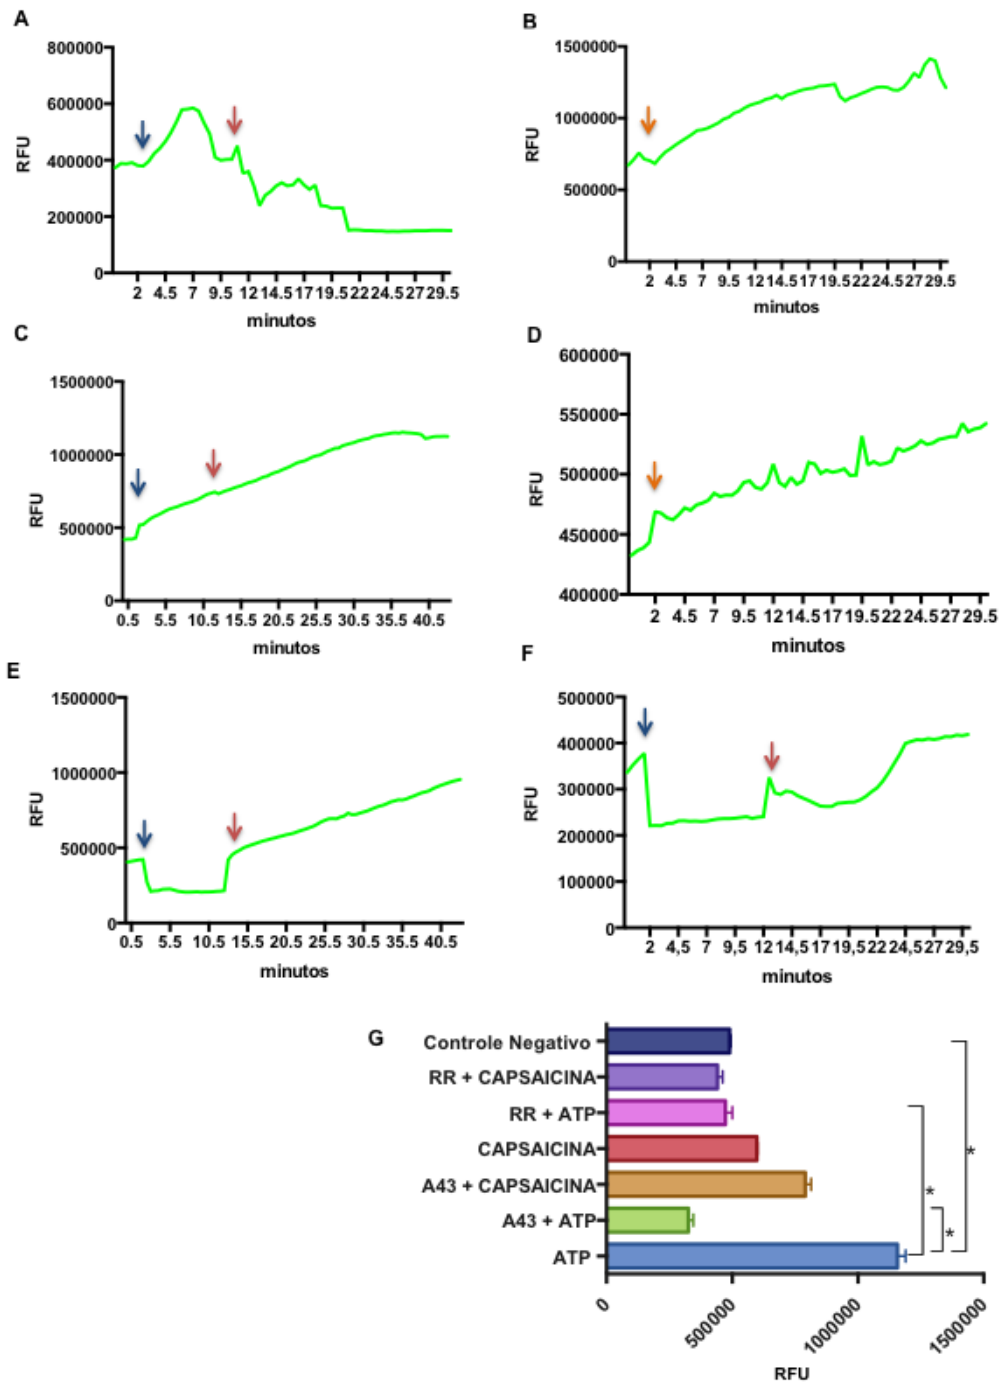 A
800000
600000
400000
200000
0
RFU
2 4.5 7 9.5 12 14.5 17 19.5 22 24.5 27 29.5
minutos
B
1500000
1000000
500000
0
RFU
2 4.5 7 9.5 12 14.5 17 19.5 22 24.5 27 29.5
minutos
C
1500000
1000000
500000
0
RFU
0.5 5.5 10.5 15.5 20.5 25.5 30.5 35.5 40.5
minutos
D
600000
550000
500000
450000
400000
RFU
2 4.5 7 9.5 12 14.5 17 19.5 22 24.5 27 29.5
minutos
E
1500000
1000000
500000
0
RFU
0.5 5.5 10.5 15.5 20.5 25.5 30.5 35.5 40.5
minutos
F
500000
400000
300000
200000
100000
0
RFU
2 4,5 7 9,5 12 14,5 17 19,5 22 24,5 27 29,5
minutos
G
Controle Negativo
RR + CAPSAICINA
RR + ATP
CAPSAICINA
A43 + CAPSAICINA
A43 + ATP
ATP
*
*
*
0 500000 1000000 1500000
RFU